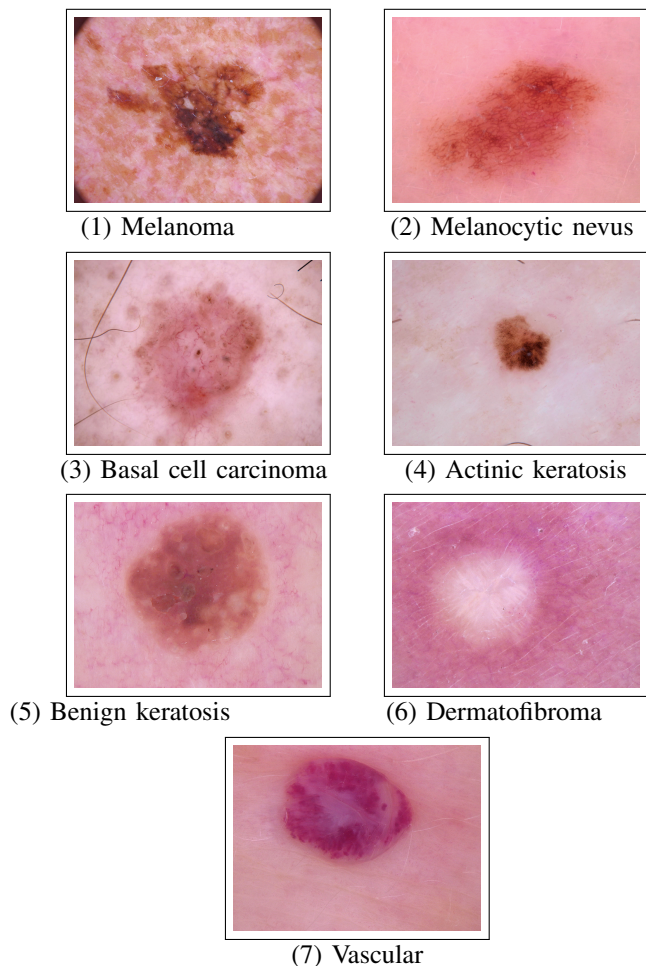 (1) Melanoma
(2) Melanocytic nevus
(3) Basal cell carcinoma
(4) Actinic keratosis
(5) Benign keratosis
(6) Dermatofibroma
(7) Vascular